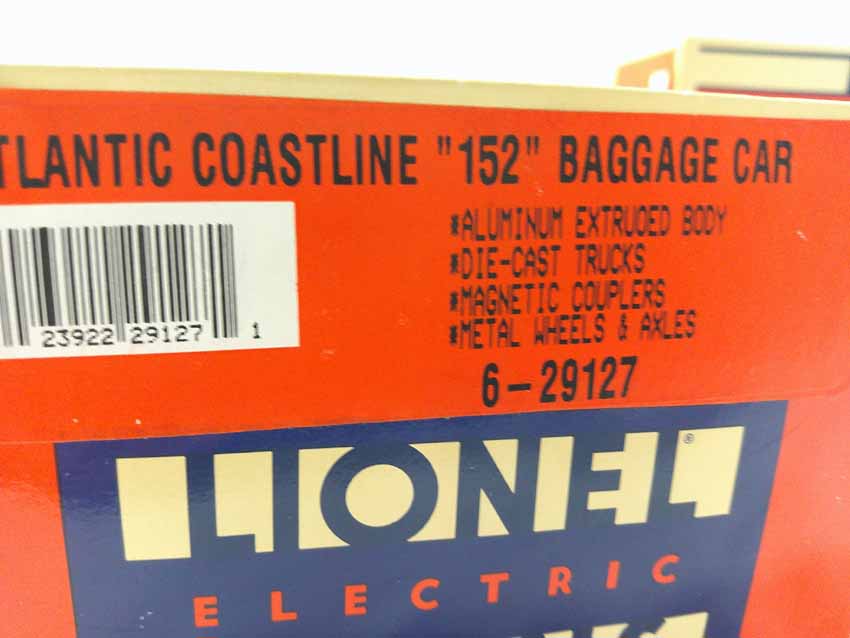 TLANTIC COASTLINE "152" BAGGAGE CAR
*ALUMINUM EXTRUDED BODY
*DIE-CAST TRUCKS
*MAGNETIC COUPLERS
*METAL WHEELS & AXLES
23922 29127 1
6-29127
LIONEL®
ELECTRIC